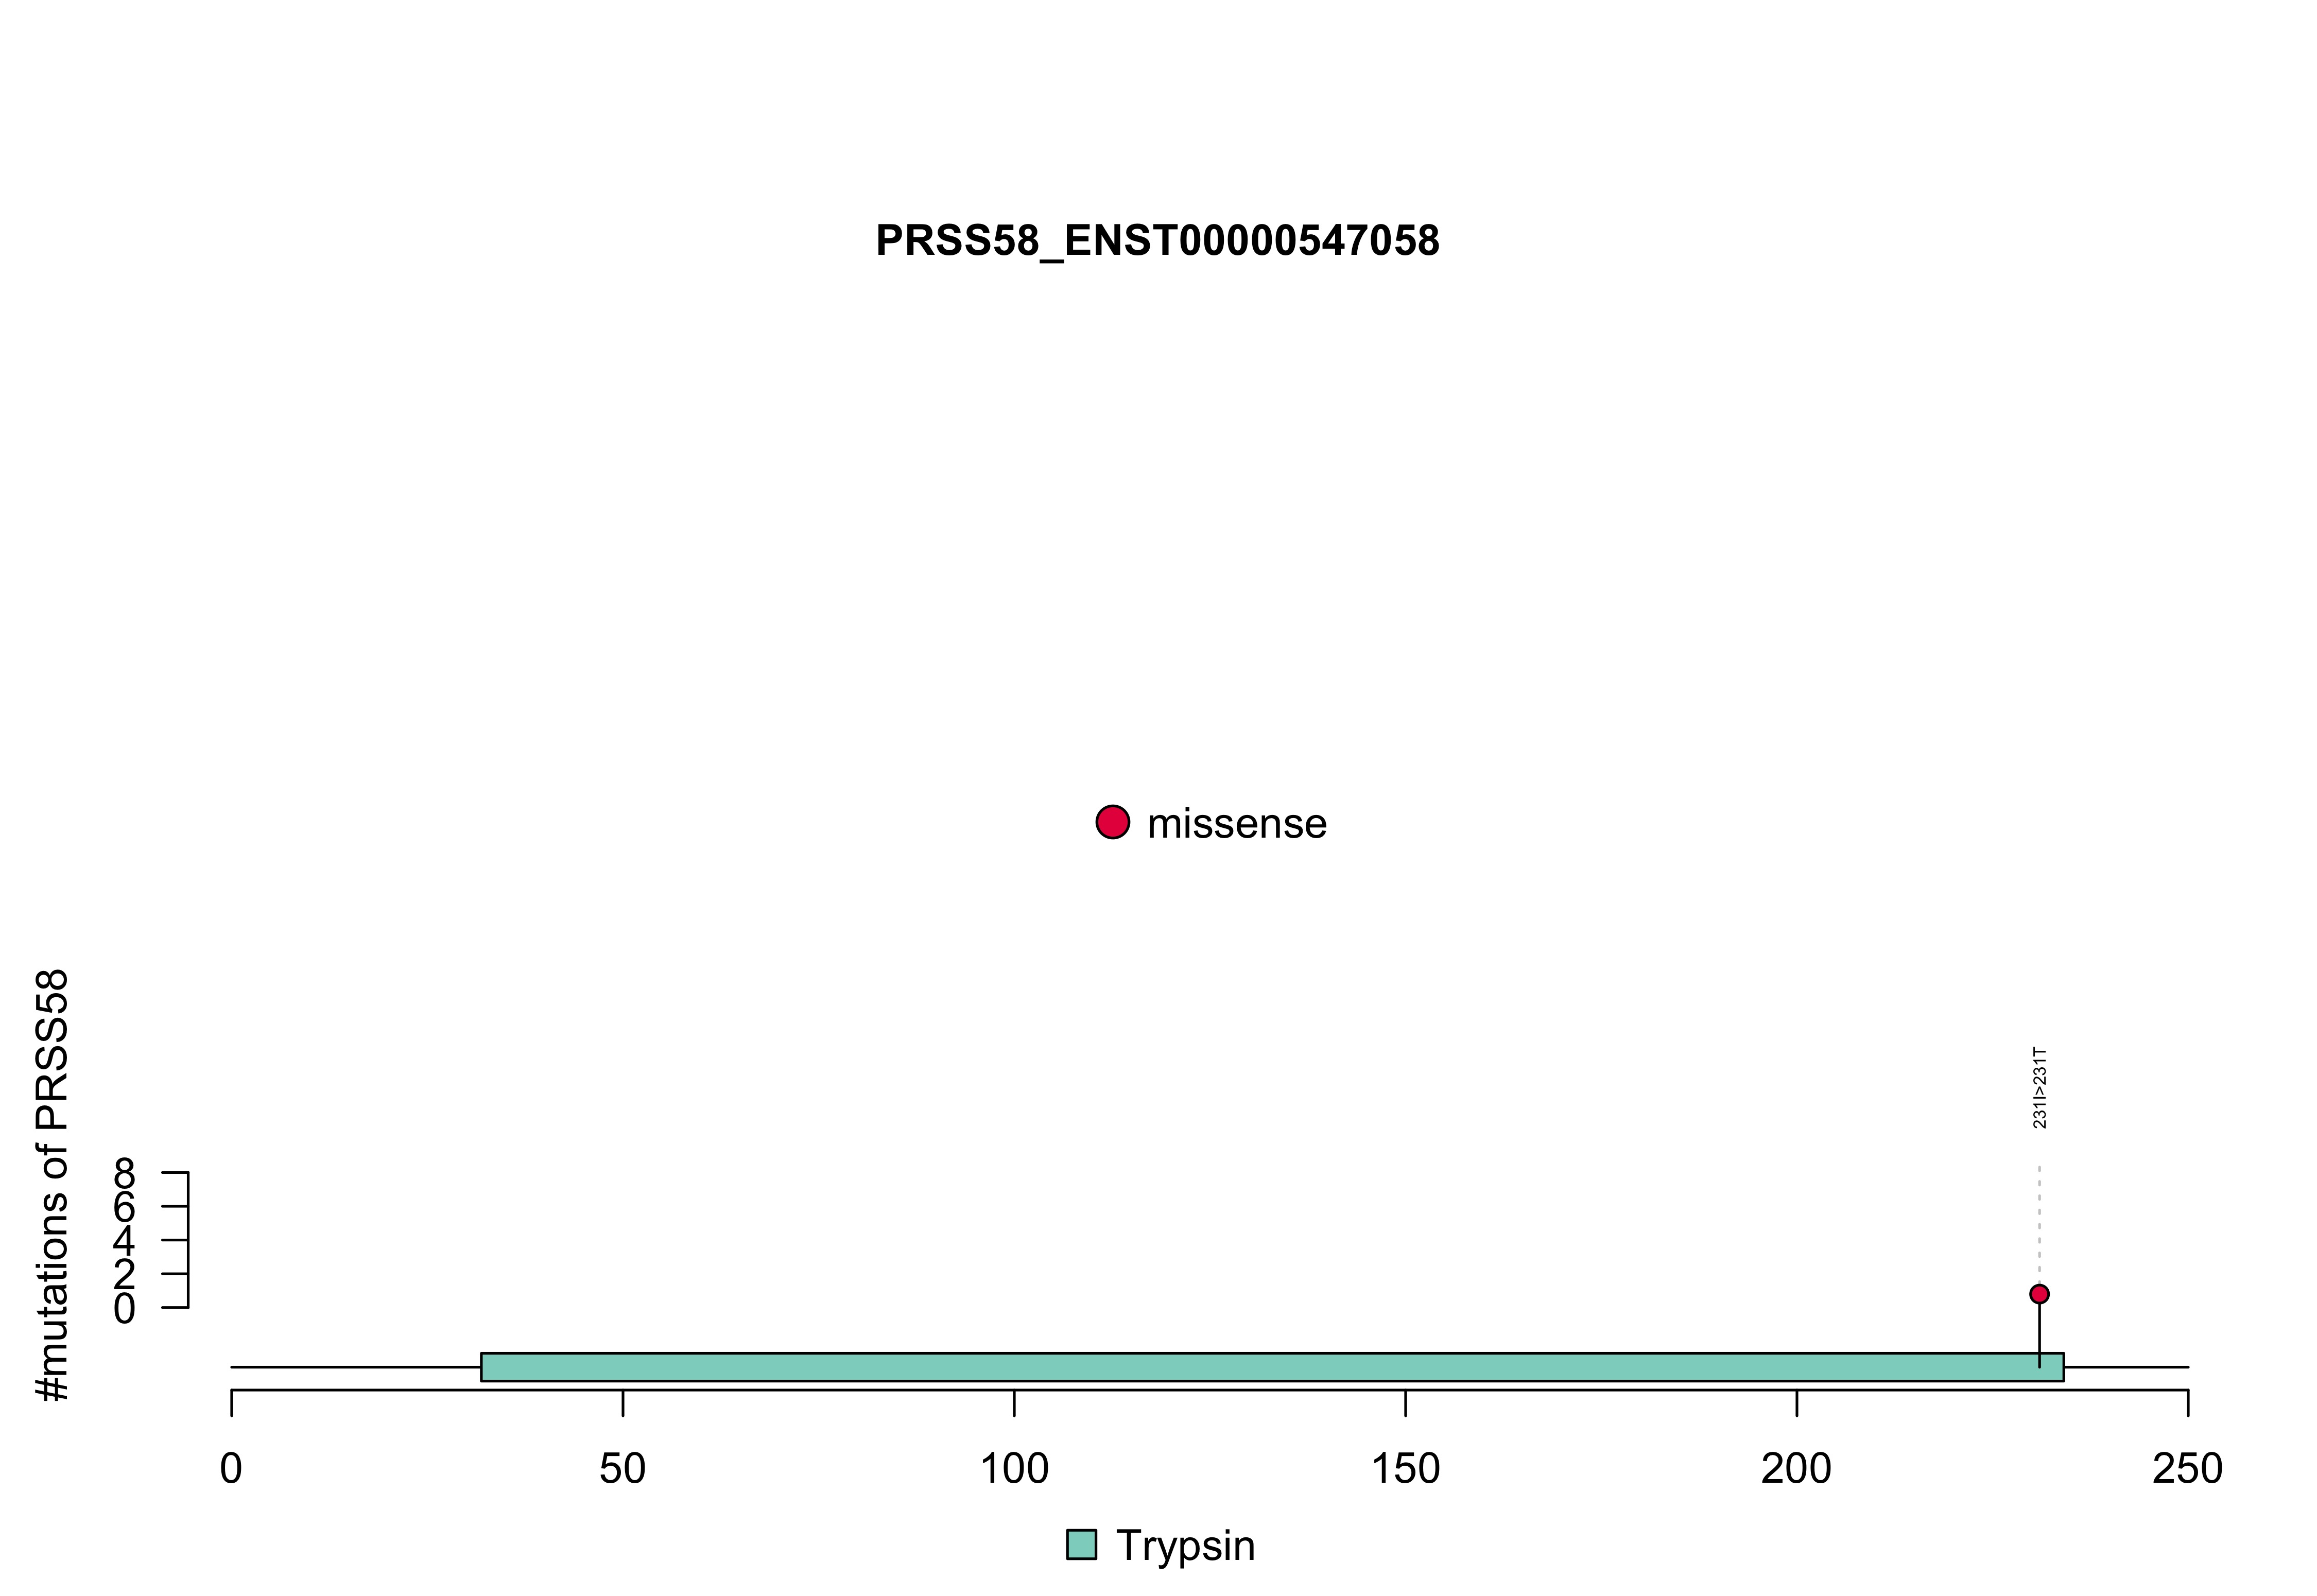 PRSS58_ENST00000547058
missense
#mutations of PRSS58
231I>231T
8
6
4
2
0
0 50 100 150 200 250
Trypsin